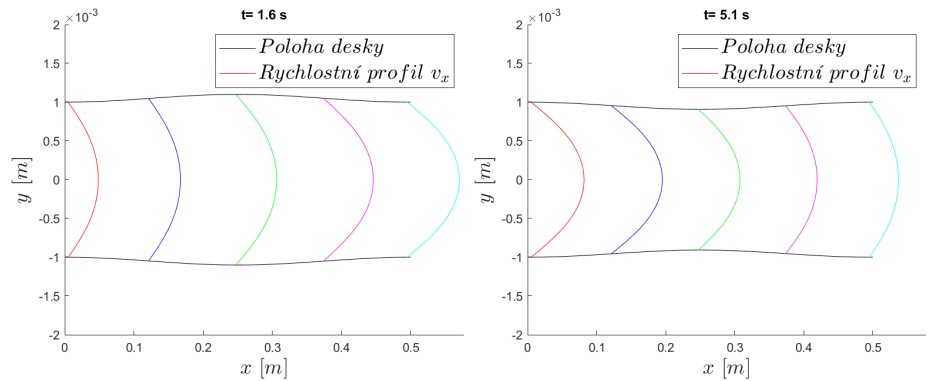 t= 1.6 s
×10⁻³
Poloha desky
Rychlostní profil vₓ
2
1.5
1
0.5
0
-0.5
1
-1.5
-2
y [m]
0 0.1 0.2 0.3 0.4 0.5
x [m]
t= 5.1 s
×10⁻³
Poloha desky
Rychlostní profil vₓ
2
1.5
1
0.5
0
-0.5
1
-1.5
-2
y [m]
0 0.1 0.2 0.3 0.4 0.5
x [m]